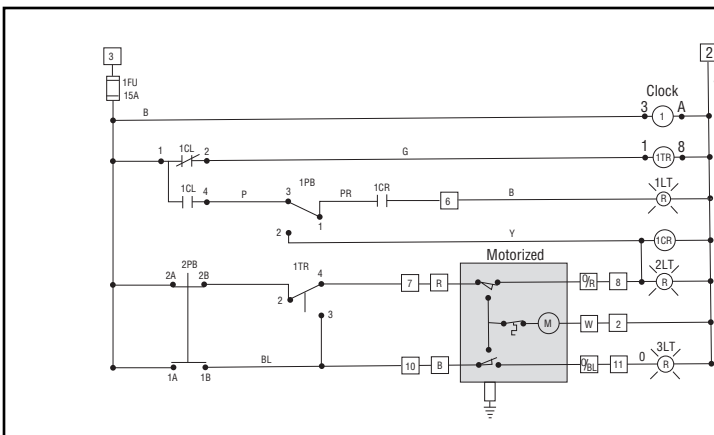 3
2
1FU
15A
Clock
B
3
1
A
1
1CL
2
G
1
1TR
8
1CL
4
P
3
1PB
1
PR
1CR
6
B
1LT
R
2
Y
1CR
Motorized
2PB
2A
2B
1TR
4
2
3
7
R
O/R
8
2LT
R
M
W
2
1A
1B
BL
10
B
O/BL
11
0
3LT
R